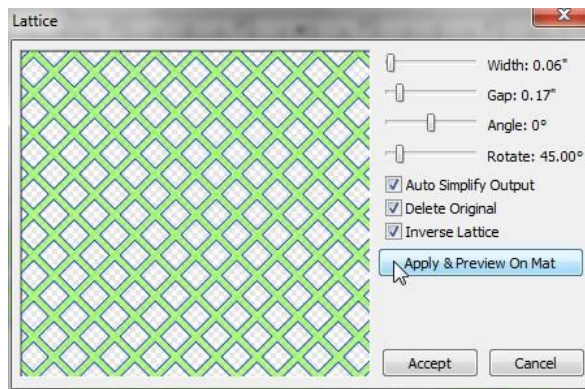 Lattice
Width: 0.06"
Gap: 0.17"
Angle: 0°
Rotate: 45.00°
Auto Simplify Output
Delete Original
Inverse Lattice
Apply & Preview On Mat
Accept Cancel